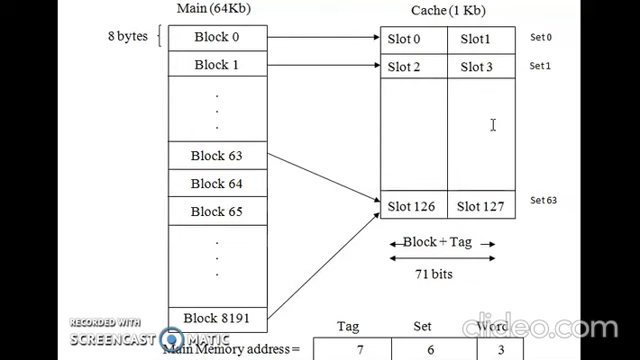 Main (64Kb)
Cache (1 Kb)
8 bytes
Block 0
Slot 0
Slot1
Set 0
Block 1
Slot 2
Slot 3
Set1
Block 63
Block 64
Block 65
Slot 126
Slot 127
Set 63
Block + Tag
71 bits
Block 8191
RECORDED WITH
SCREENCAST MATIC
clideo.com
Tag
Set
Word
Main Memory address =
7
6
3